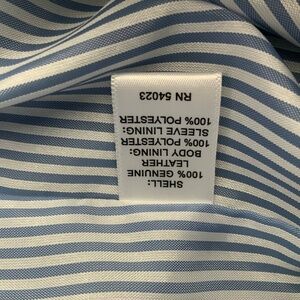 SHELL:
100% GENUINE
LEATHER
BODY LINING:
100% POLYESTER
SLEEVE LINING:
100% POLYESTER
RN 54023